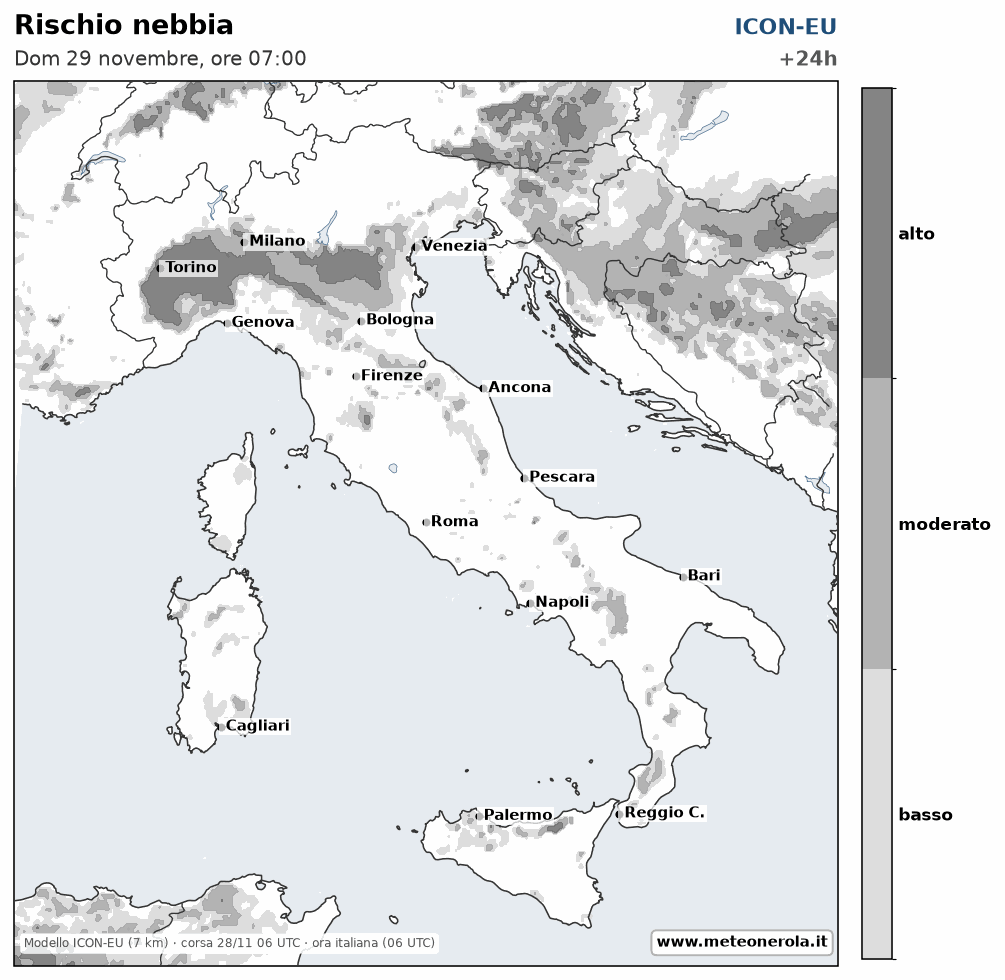 Rischio nebbia
ICON-EU
Dom 29 novembre, ore 07:00
+24h
Milano
Venezia
Torino
Genova
Bologna
Firenze
Ancona
Pescara
Roma
Bari
Napoli
Cagliari
Palermo
Reggio C.
alto
moderato
basso
Modello ICON-EU (7 km) · corsa 28/11 06 UTC · ora italiana (06 UTC)
www.meteonerola.it